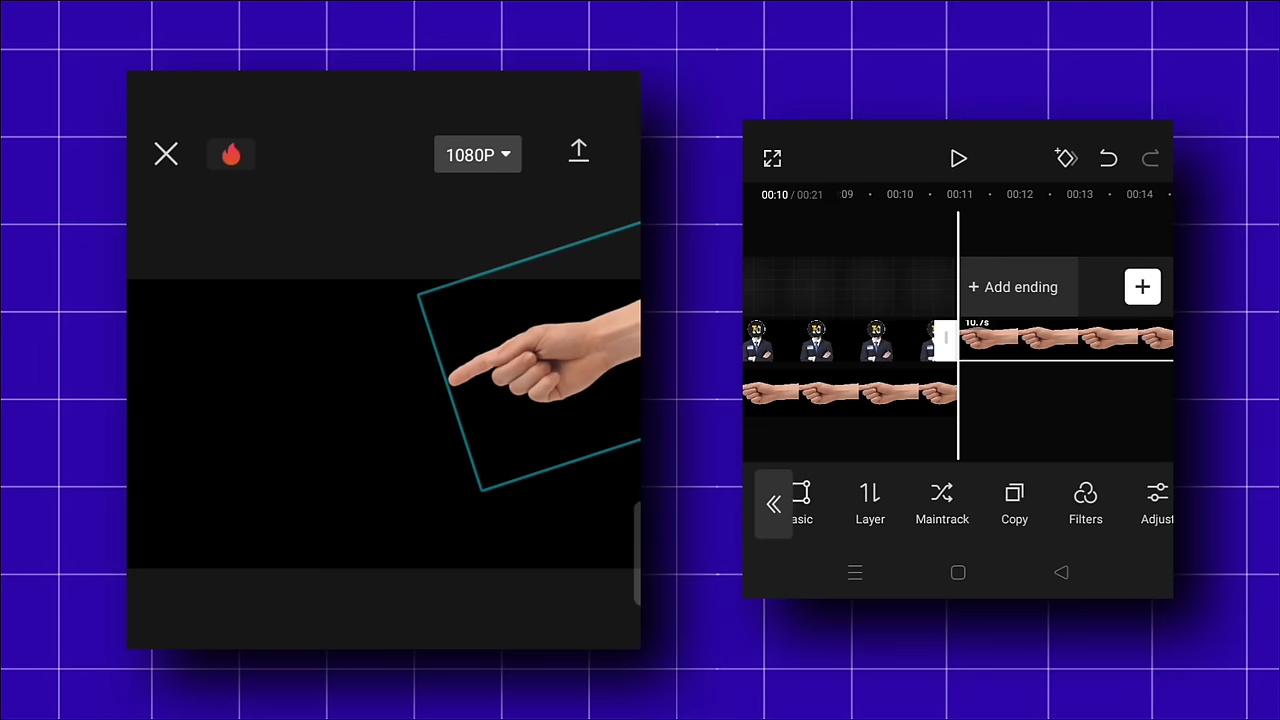 1080P
00:10 / 00:21 :09 00:10 00:11 00:12 00:13 00:14
+ Add ending
10.7s
asic Layer Maintrack Copy Filters Adjust